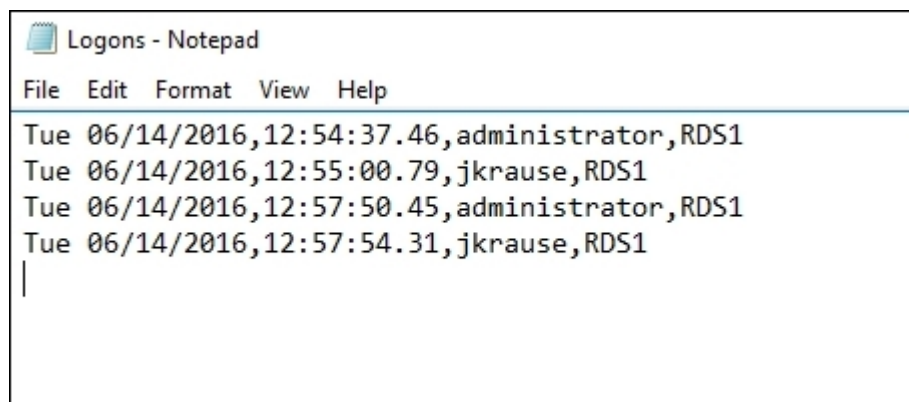 Logons - Notepad
File Edit Format View Help
Tue 06/14/2016,12:54:37.46,administrator,RDS1
Tue 06/14/2016,12:55:00.79,jkrause,RDS1
Tue 06/14/2016,12:57:50.45,administrator,RDS1
Tue 06/14/2016,12:57:54.31,jkrause,RDS1